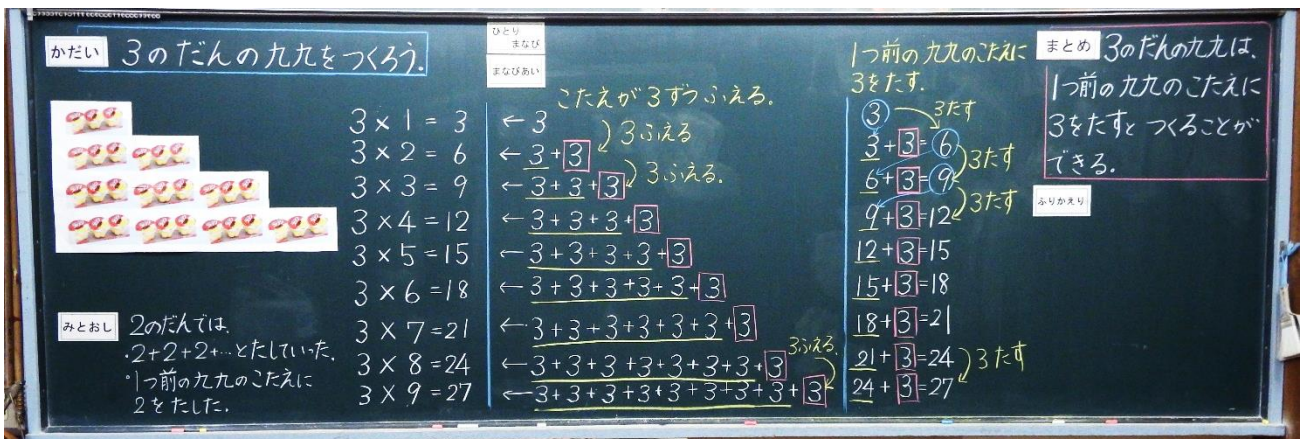 かだい
3のだんの九九をつくろう.
みとおし
2のだんでは、
・2+2+2+…とたしていった.
・1つ前の九九のこたえに
2をたした.
3×1=3
3×2=6
3×3=9
3×4=12
3×5=15
3×6=18
3×7=21
3×8=24
3×9=27
ひとり
まなび
まなびあい
こたえが3ずつふえる。
←3
3ふえる
←3+3
3ふえる.
←3+3+3
←3+3+3+3
←3+3+3+3+3
←3+3+3+3+3+3
←3+3+3+3+3+3+3
←3+3+3+3+3+3+3+3
3ふえる.
←3+3+3+3+3+3+3+3+3
1つ前の九九のこたえに
3をたす.
3
3たす
3+3=6
3たす
6+3=9
3たす
9+3=12
12+3=15
15+3=18
18+3=21
21+3=24
3たす
24+3=27
まとめ
3のだんの九九は、
1つ前の九九のこたえに
3をたすと つくることが
できる.
ふりかえり